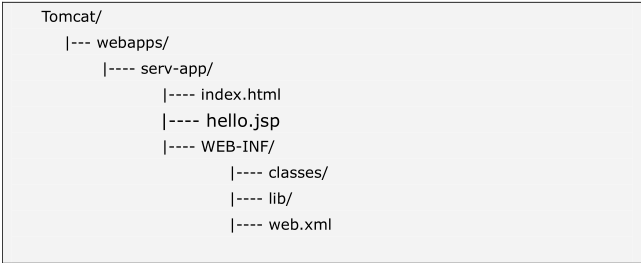 Tomcat/
|--- webapps/
|---- serv-app/
|---- index.html
|---- hello.jsp
|---- WEB-INF/
|---- classes/
|---- lib/
|---- web.xml